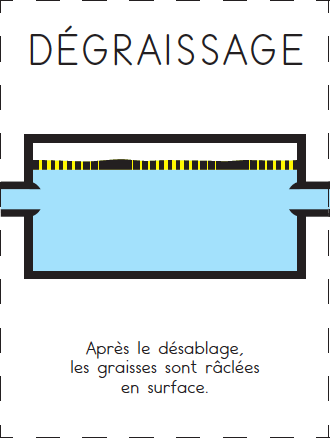 DÉGRAISSAGE
Après le désablage,
les graisses sont râclées
en surface.